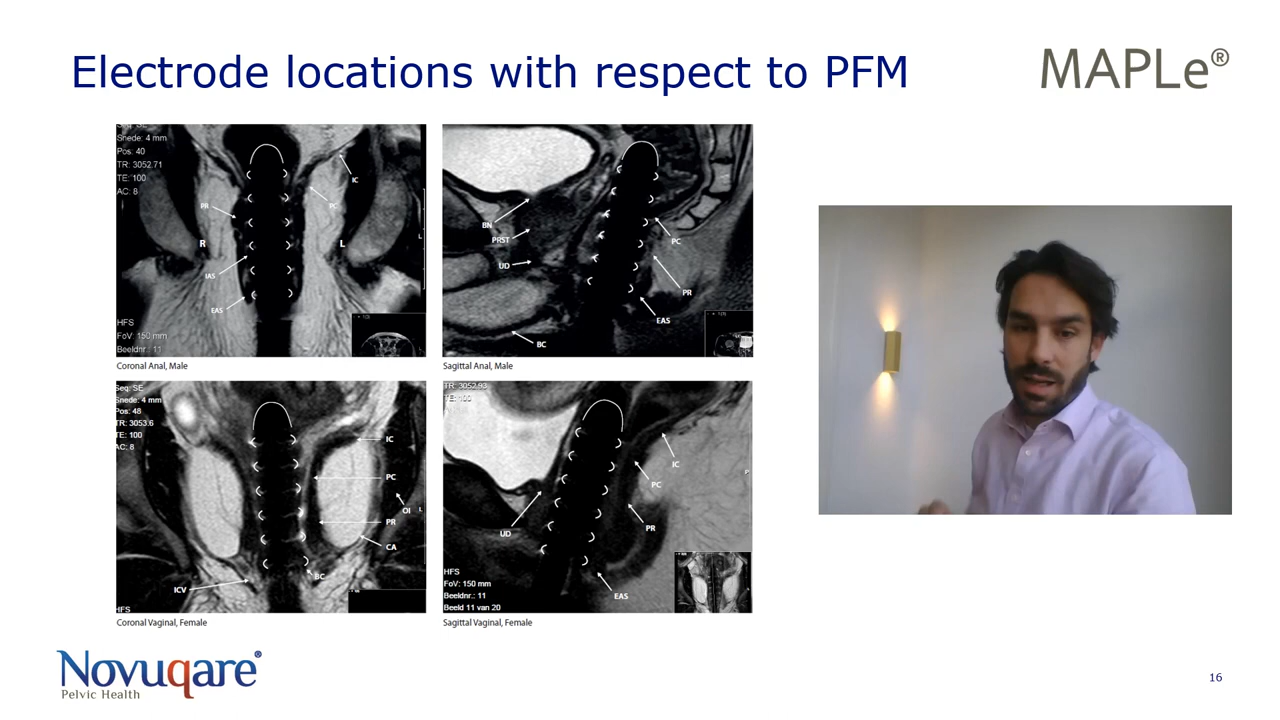 Electrode locations with respect to PFM
MAPLe®
Snede: 4 mm
Pos: 40
TR: 3052.71
TE: 100
AC: 8
IC
PR
PC
R
L
IAS
EAS
HFS
FoV: 150 mm
Beeldnr.: 11
L
Coronal Anal, Male
BN
PRST
UD
PC
PR
EAS
BC
Sagittal Anal, Male
Seq: SE
Snede: 4 mm
Pos: 48
TR: 3053.6
TE: 100
AC: 8
IC
PC
OI
L
PR
CA
BC
ICV
HFS
Coronal Vaginal, Female
TR: 3052.93
TE: 100
IC
PC
P
PR
UD
EAS
HFS
FoV: 150 mm
Beeldnr.: 11
Beeld 11 van 20
Sagittal Vaginal, Female
Novuqare®
Pelvic Health
16